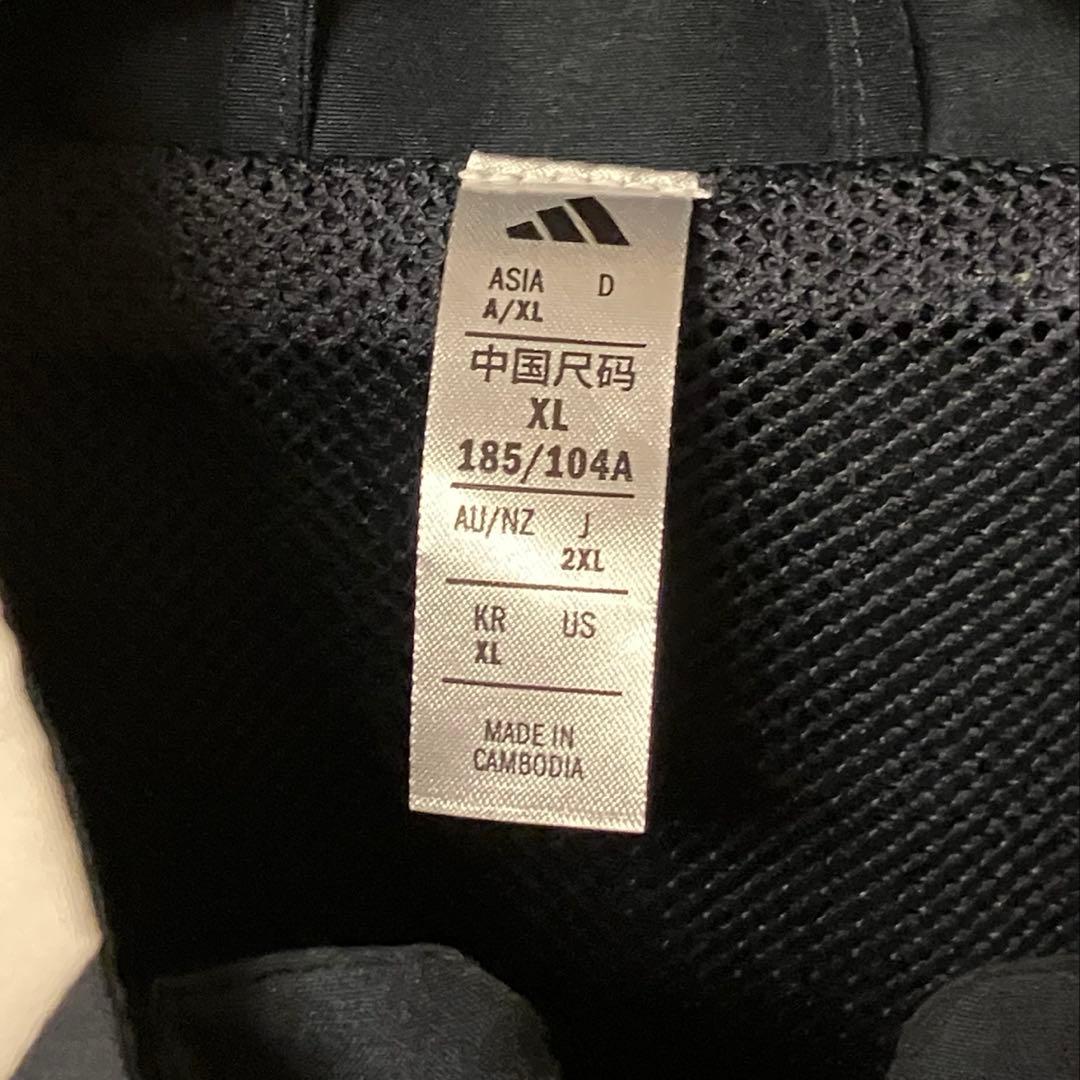 ASIA D
A/XL
中国尺码
XL
185/104A
AU/NZ J
2XL
KR US
XL
MADE IN
CAMBODIA